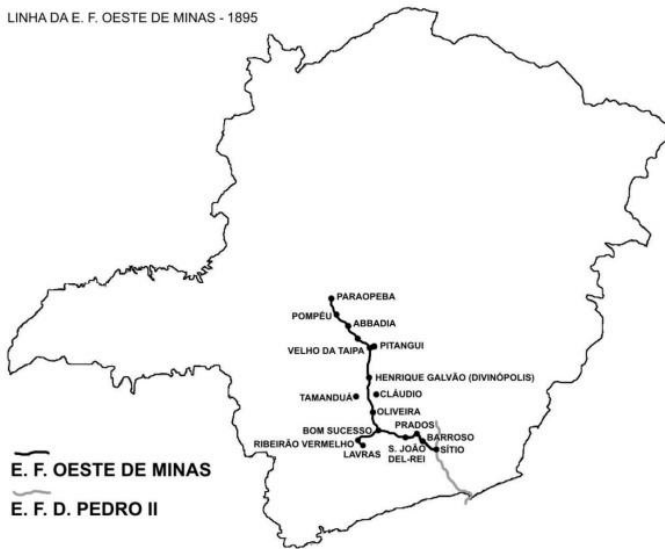 LINHA DA E. F. OESTE DE MINAS - 1895
PARAOPEBA
POMPÉU
ABBADIA
VELHO DA TAIPA
PITANGUI
HENRIQUE GALVÃO (DIVINÓPOLIS)
TAMANDUÁ
CLÁUDIO
OLIVEIRA
BOM SUCESSO
PRADOS
RIBEIRÃO VERMELHO
BARROSO
LAVRAS
S. JOÃO
DEL-REI
SÍTIO
E. F. OESTE DE MINAS
E. F. D. PEDRO II